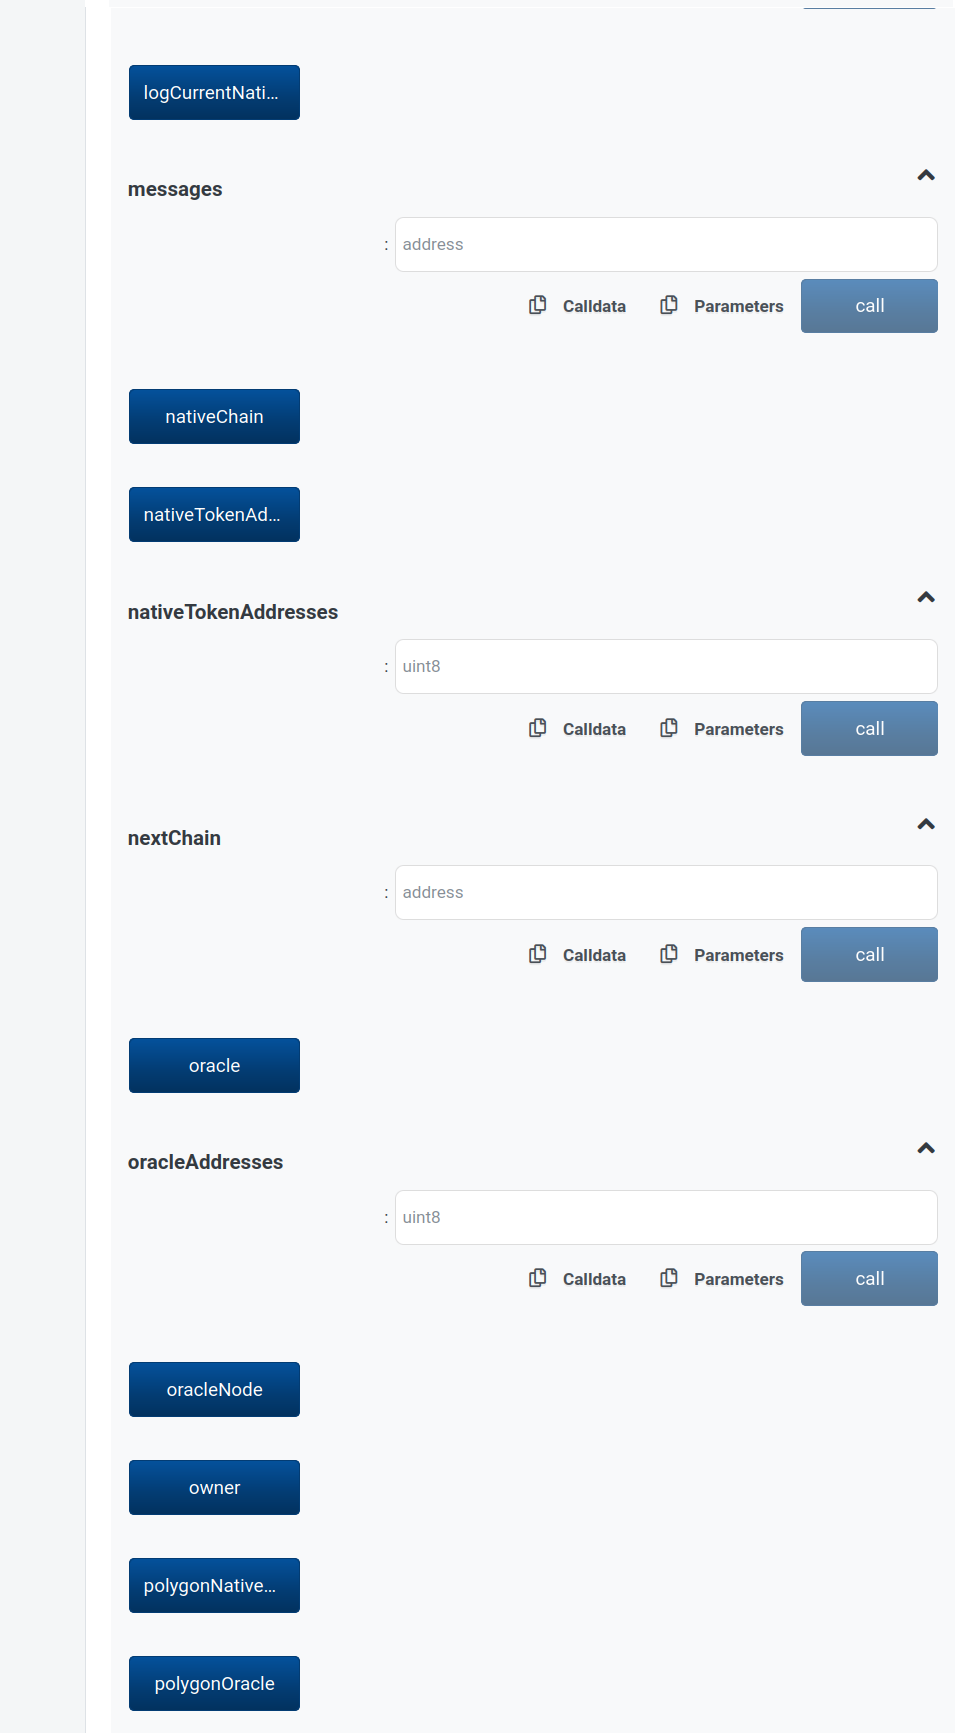 logCurrentNati...
messages
: address
Calldata Parameters call
nativeChain
nativeTokenAd...
nativeTokenAddresses
: uint8
Calldata Parameters call
nextChain
: address
Calldata Parameters call
oracle
oracleAddresses
: uint8
Calldata Parameters call
oracleNode
owner
polygonNative...
polygonOracle